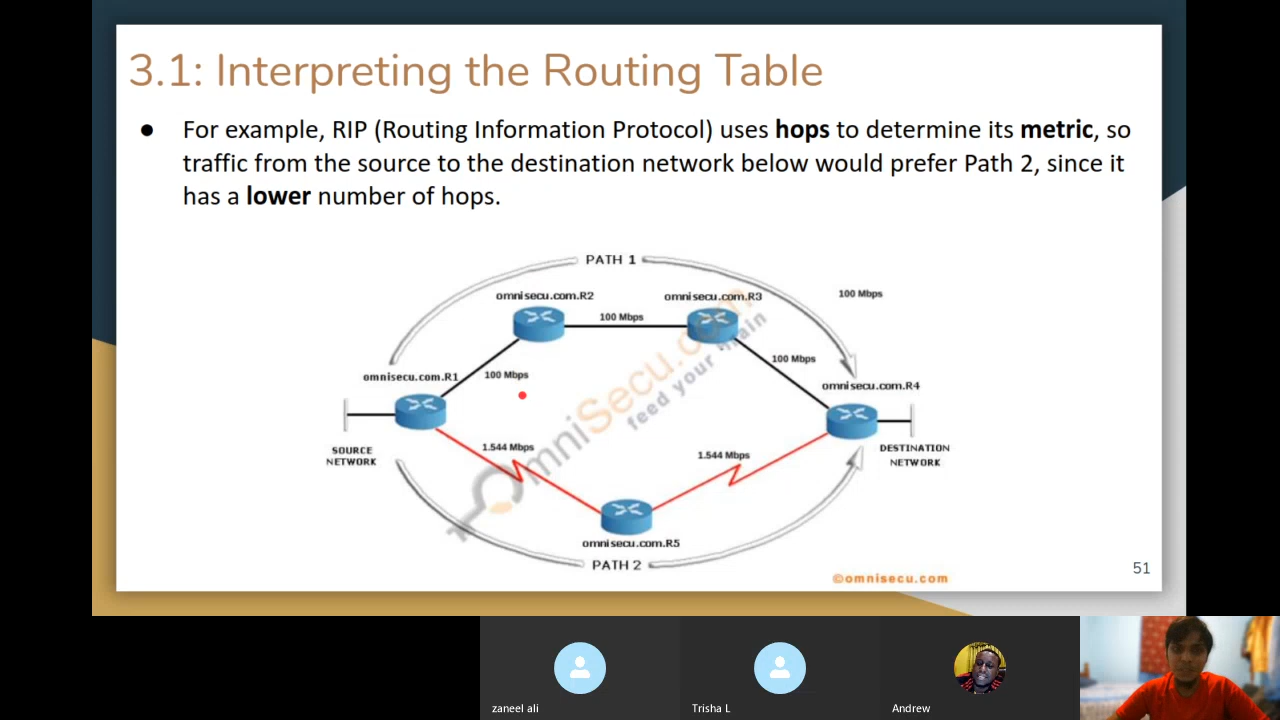 3.1: Interpreting the Routing Table
● For example, RIP (Routing Information Protocol) uses hops to determine its metric, so
traffic from the source to the destination network below would prefer Path 2, since it
has a lower number of hops.
PATH 1
omnisecu.com.R2
omnisecu.com.R3
100 Mbps
100 Mbps
100 Mbps
100 Mbps
omnisecu.com.R1
omnisecu.com.R4
SOURCE
NETWORK
DESTINATION
NETWORK
1.544 Mbps
1.544 Mbps
OmniSecu.com
feed your
omnisecu.com.R5
PATH 2
©omnisecu.com
51
zaneel ali
Trisha L
Andrew